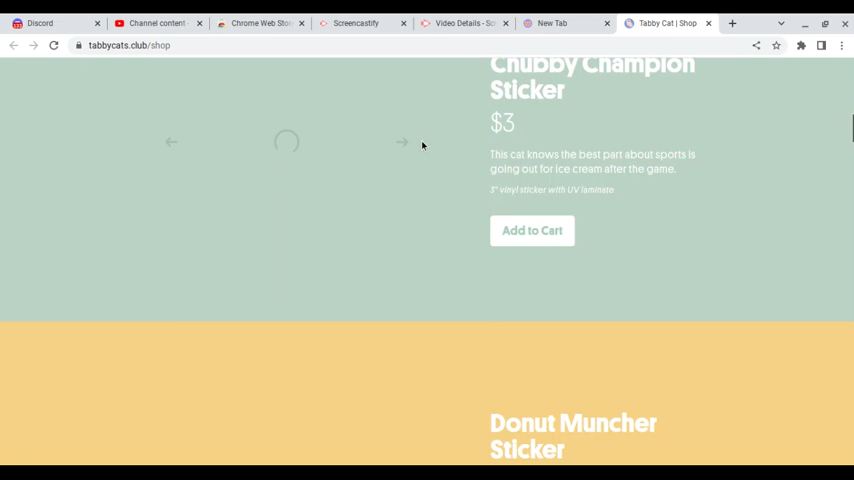 Discord
Channel content -
Chrome Web Sto
Screencastify
Video Details - Scr
New Tab
Tabby Cat | Shop
tabbycats.club/shop
Chubby Champion
Sticker
$3
This cat knows the best part about sports is
going out for ice cream after the game.
3" vinyl sticker with UV laminate
Add to Cart
Donut Muncher
Sticker